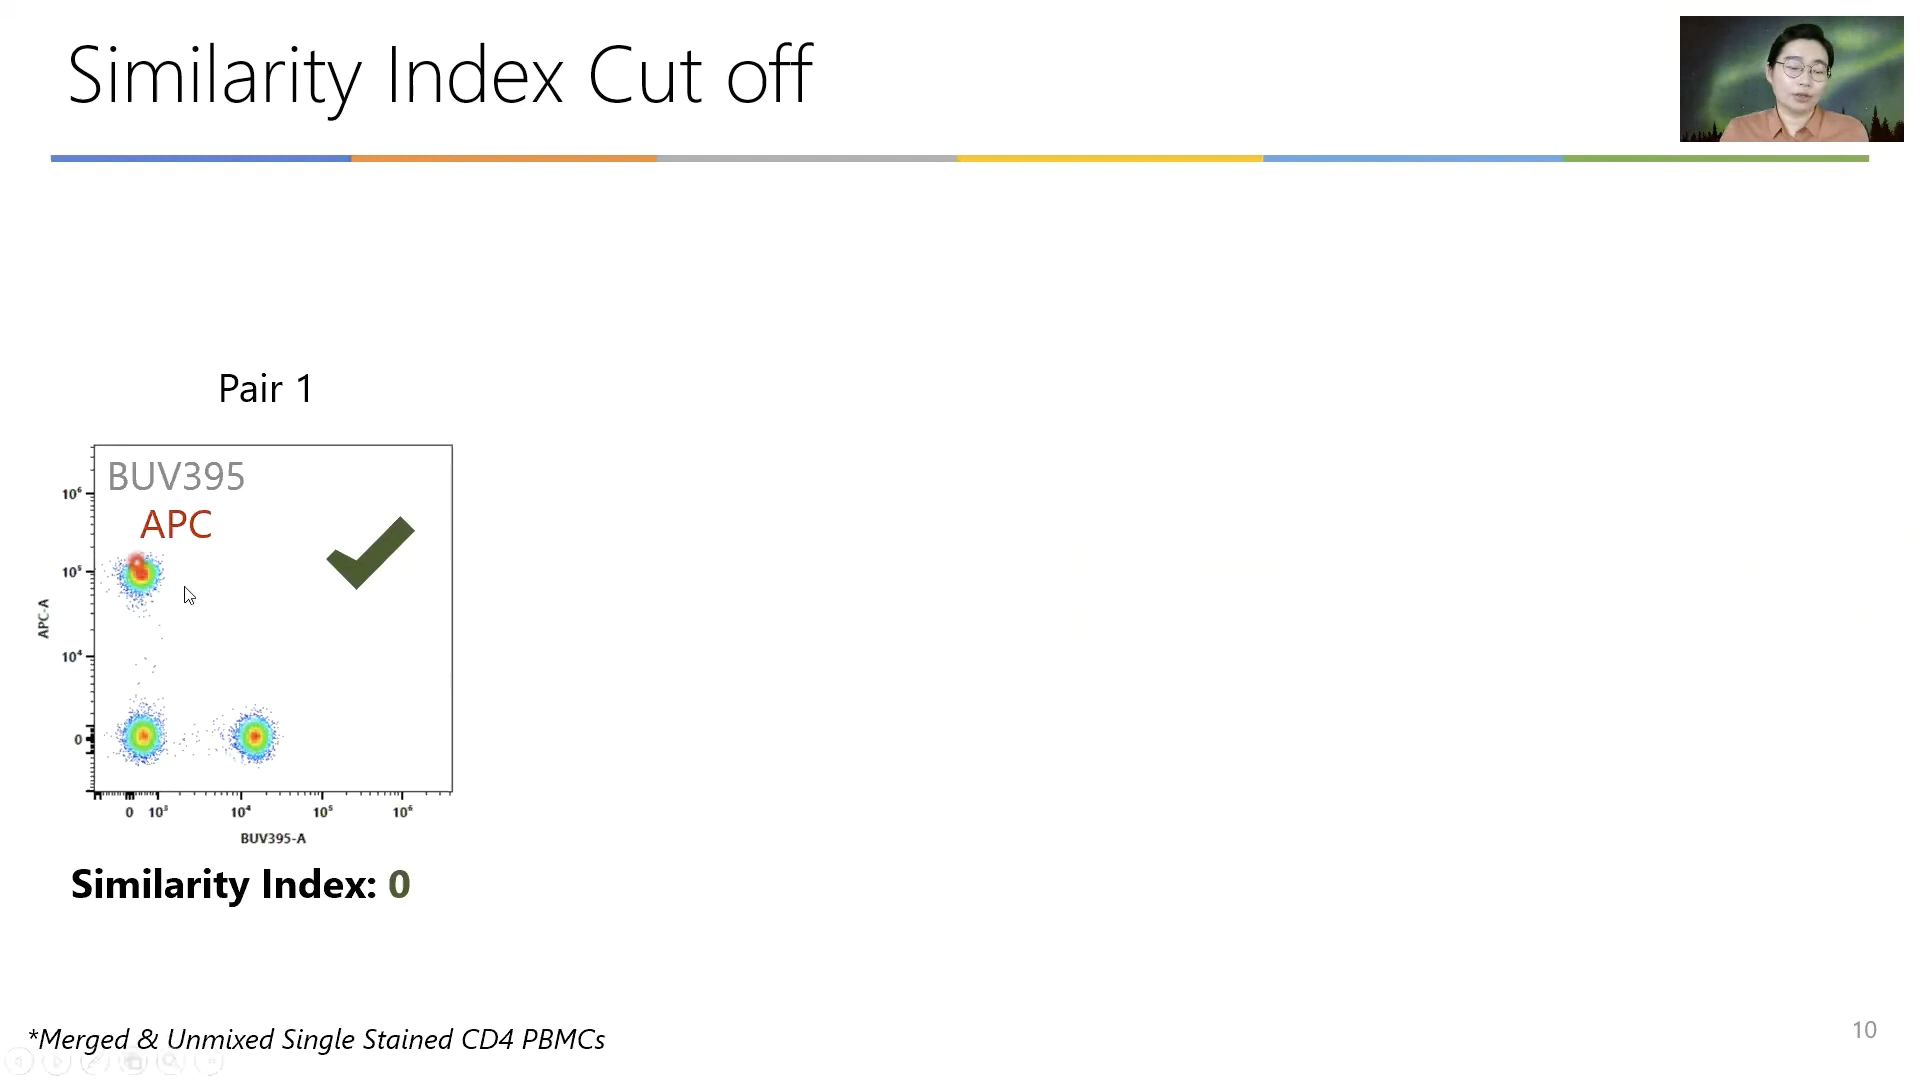 Similarity Index Cut off
Pair 1
BUV395
APC
10⁶
10⁵
10⁴
0
APC-A
0 10³ 10⁴ 10⁵ 10⁶
BUV395-A
Similarity Index: 0
*Merged & Unmixed Single Stained CD4 PBMCs
10